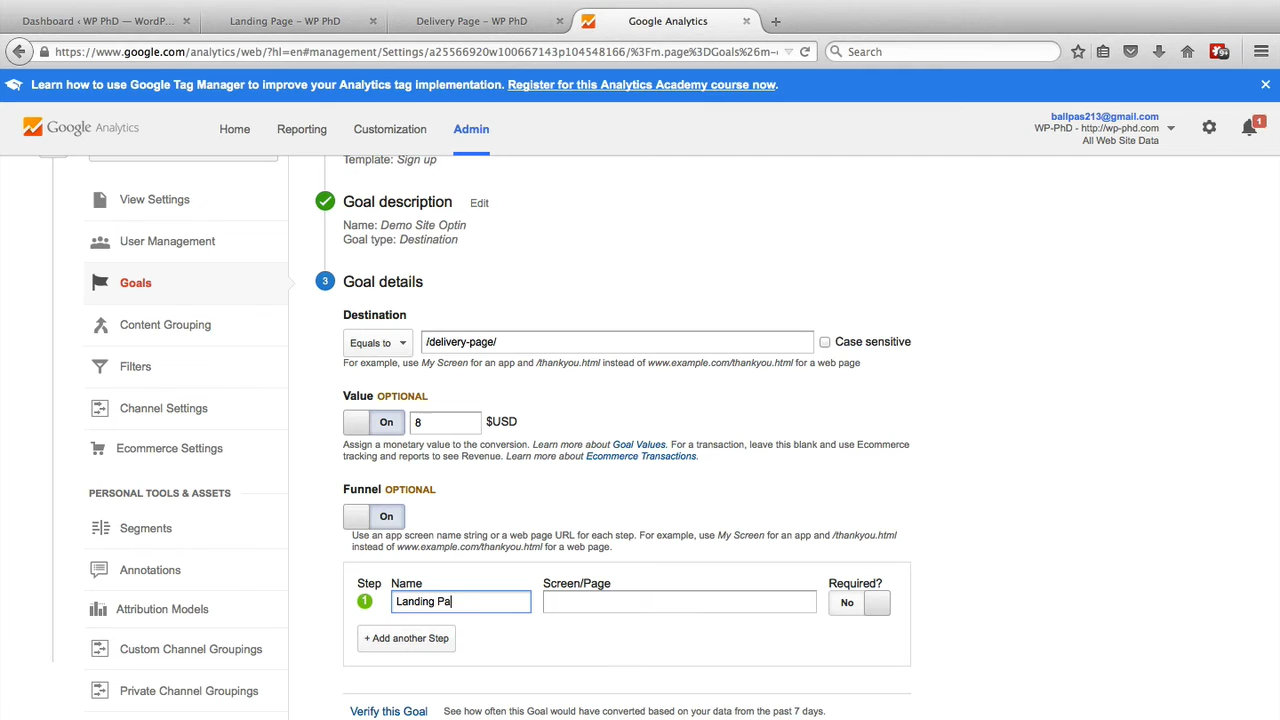 Dashboard ‹ WP PhD — WordP...
Landing Page – WP PhD
Delivery Page – WP PhD
Google Analytics
https://www.google.com/analytics/web/?hl=en#management/Settings/a25566920w100667143p104548166/%3Fm.page%3DGoals%26m-
Search
Learn how to use Google Tag Manager to improve your Analytics tag implementation. Register for this Analytics Academy course now.
Google Analytics
Home
Reporting
Customization
Admin
ballpas213@gmail.com
WP-PhD - http://wp-phd.com
All Web Site Data
1
Template: Sign up
View Settings
User Management
Goals
Content Grouping
Filters
Channel Settings
Ecommerce Settings
PERSONAL TOOLS & ASSETS
Segments
Annotations
Attribution Models
Custom Channel Groupings
Private Channel Groupings
Goal description Edit
Name: Demo Site Optin
Goal type: Destination
3 Goal details
Destination
Equals to /delivery-page/ Case sensitive
For example, use My Screen for an app and /thankyou.html instead of www.example.com/thankyou.html for a web page
Value OPTIONAL
On 8 $USD
Assign a monetary value to the conversion. Learn more about Goal Values. For a transaction, leave this blank and use Ecommerce
tracking and reports to see Revenue. Learn more about Ecommerce Transactions.
Funnel OPTIONAL
On
Use an app screen name string or a web page URL for each step. For example, use My Screen for an app and /thankyou.html
instead of www.example.com/thankyou.html for a web page.
Step Name Screen/Page Required?
1 Landing Pa No
+ Add another Step
Verify this Goal See how often this Goal would have converted based on your data from the past 7 days.